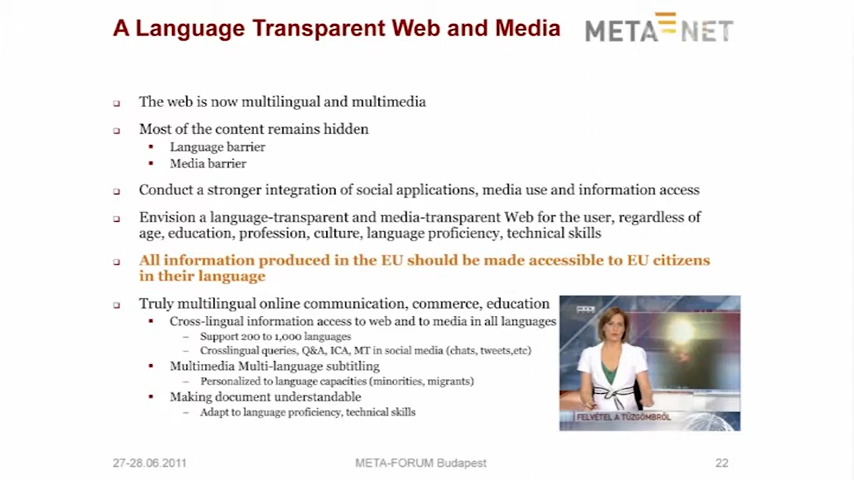 A Language Transparent Web and Media
META NET
The web is now multilingual and multimedia
Most of the content remains hidden
Language barrier
Media barrier
Conduct a stronger integration of social applications, media use and information access
Envision a language-transparent and media-transparent Web for the user, regardless of
age, education, profession, culture, language proficiency, technical skills
All information produced in the EU should be made accessible to EU citizens
in their language
Truly multilingual online communication, commerce, education
Cross-lingual information access to web and to media in all languages
– Support 200 to 1,000 languages
– Crosslingual queries, Q&A, ICA, MT in social media (chats, tweets,etc)
Multimedia Multi-language subtitling
– Personalized to language capacities (minorities, migrants)
Making document understandable
– Adapt to language proficiency, technical skills
FELVÉTEL A TŰZGÖMBRŐL
27-28.06.2011
META-FORUM Budapest
22